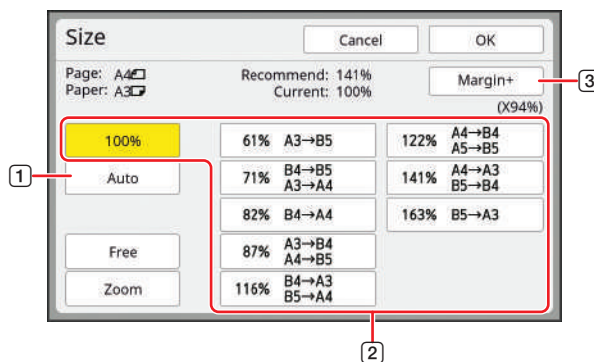 Size
Cancel
OK
Page: A4
Paper: A3
Recommend: 141%
Current: 100%
Margin+
(X94%)
3
100%
61% A3→B5
122% A4→B4
A5→B5
1
Auto
71% B4→B5
A3→A4
141% A4→A3
B5→B4
82% B4→A4
163% B5→A3
Free
87% A3→B4
A4→B5
Zoom
116% B4→A3
B5→A4
2